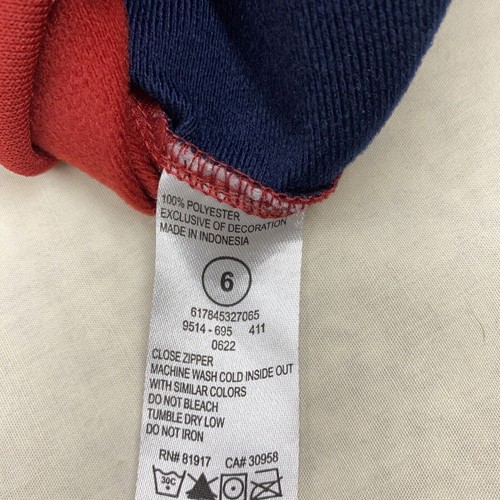 100% POLYESTER
EXCLUSIVE OF DECORATION
MADE IN INDONESIA
6
617845327065
9514 - 695 411
0622
CLOSE ZIPPER
MACHINE WASH COLD INSIDE OUT
WITH SIMILAR COLORS
DO NOT BLEACH
TUMBLE DRY LOW
DO NOT IRON
RN# 81917 CA# 30958
30C